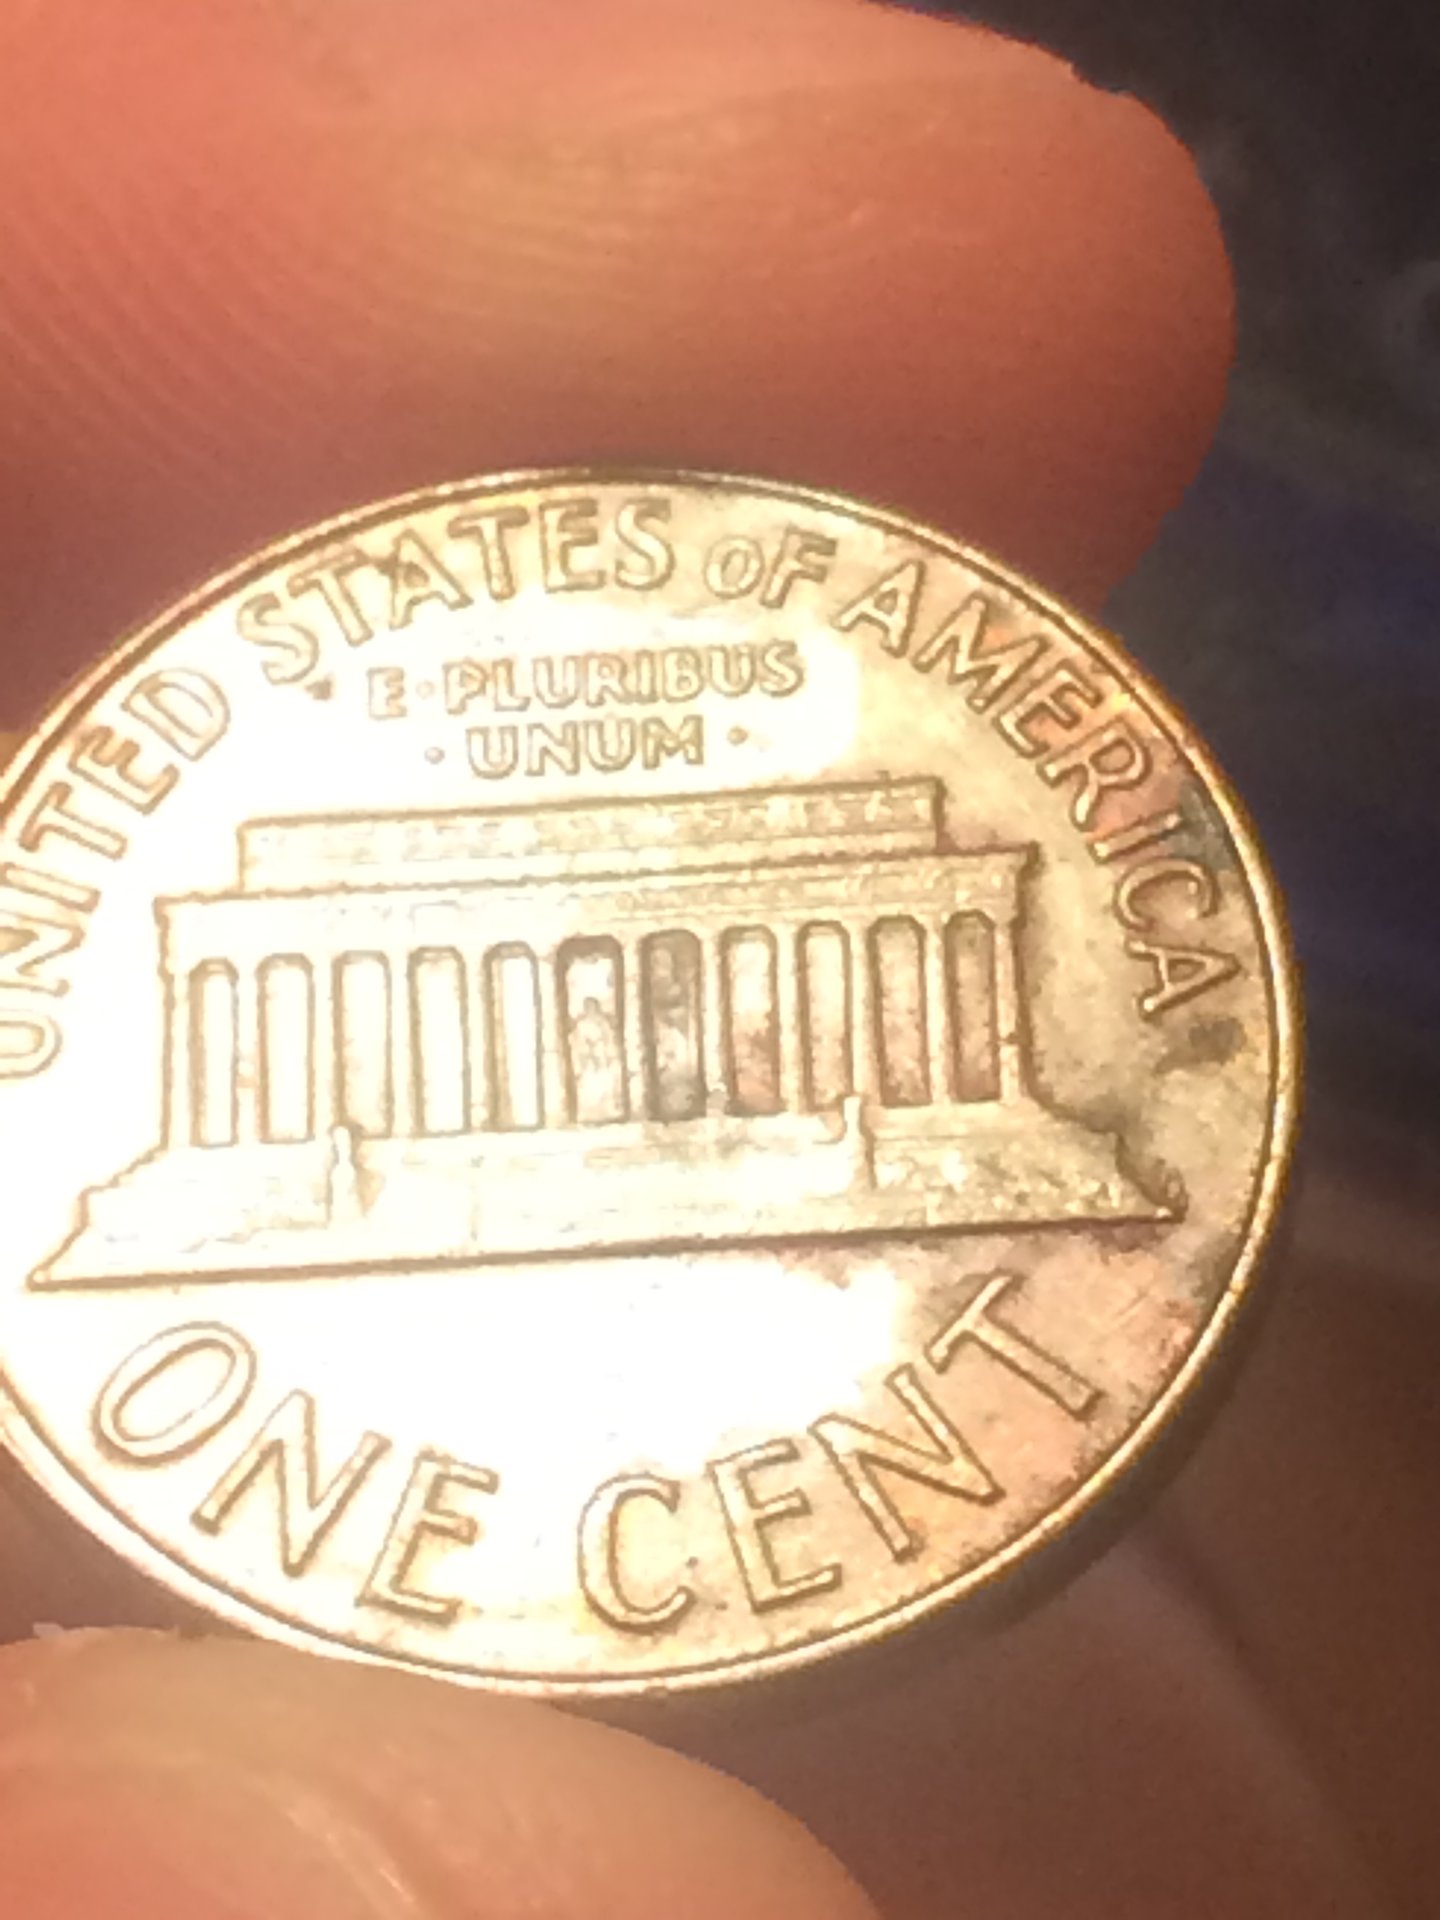 UNITED STATES OF AMERICA
E·PLURIBUS
·UNUM·
ONE CENT